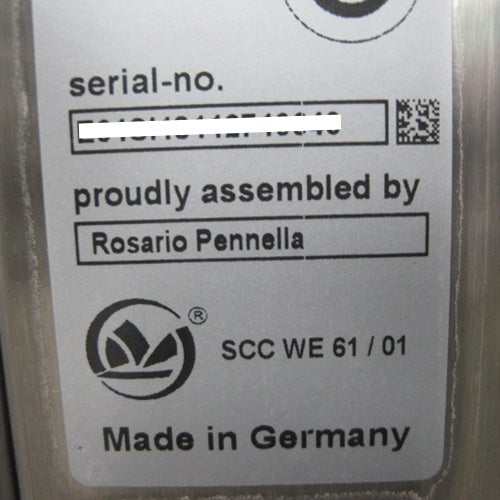 serial-no.
proudly assembled by
Rosario Pennella
®
SCC WE 61 / 01
Made in Germany